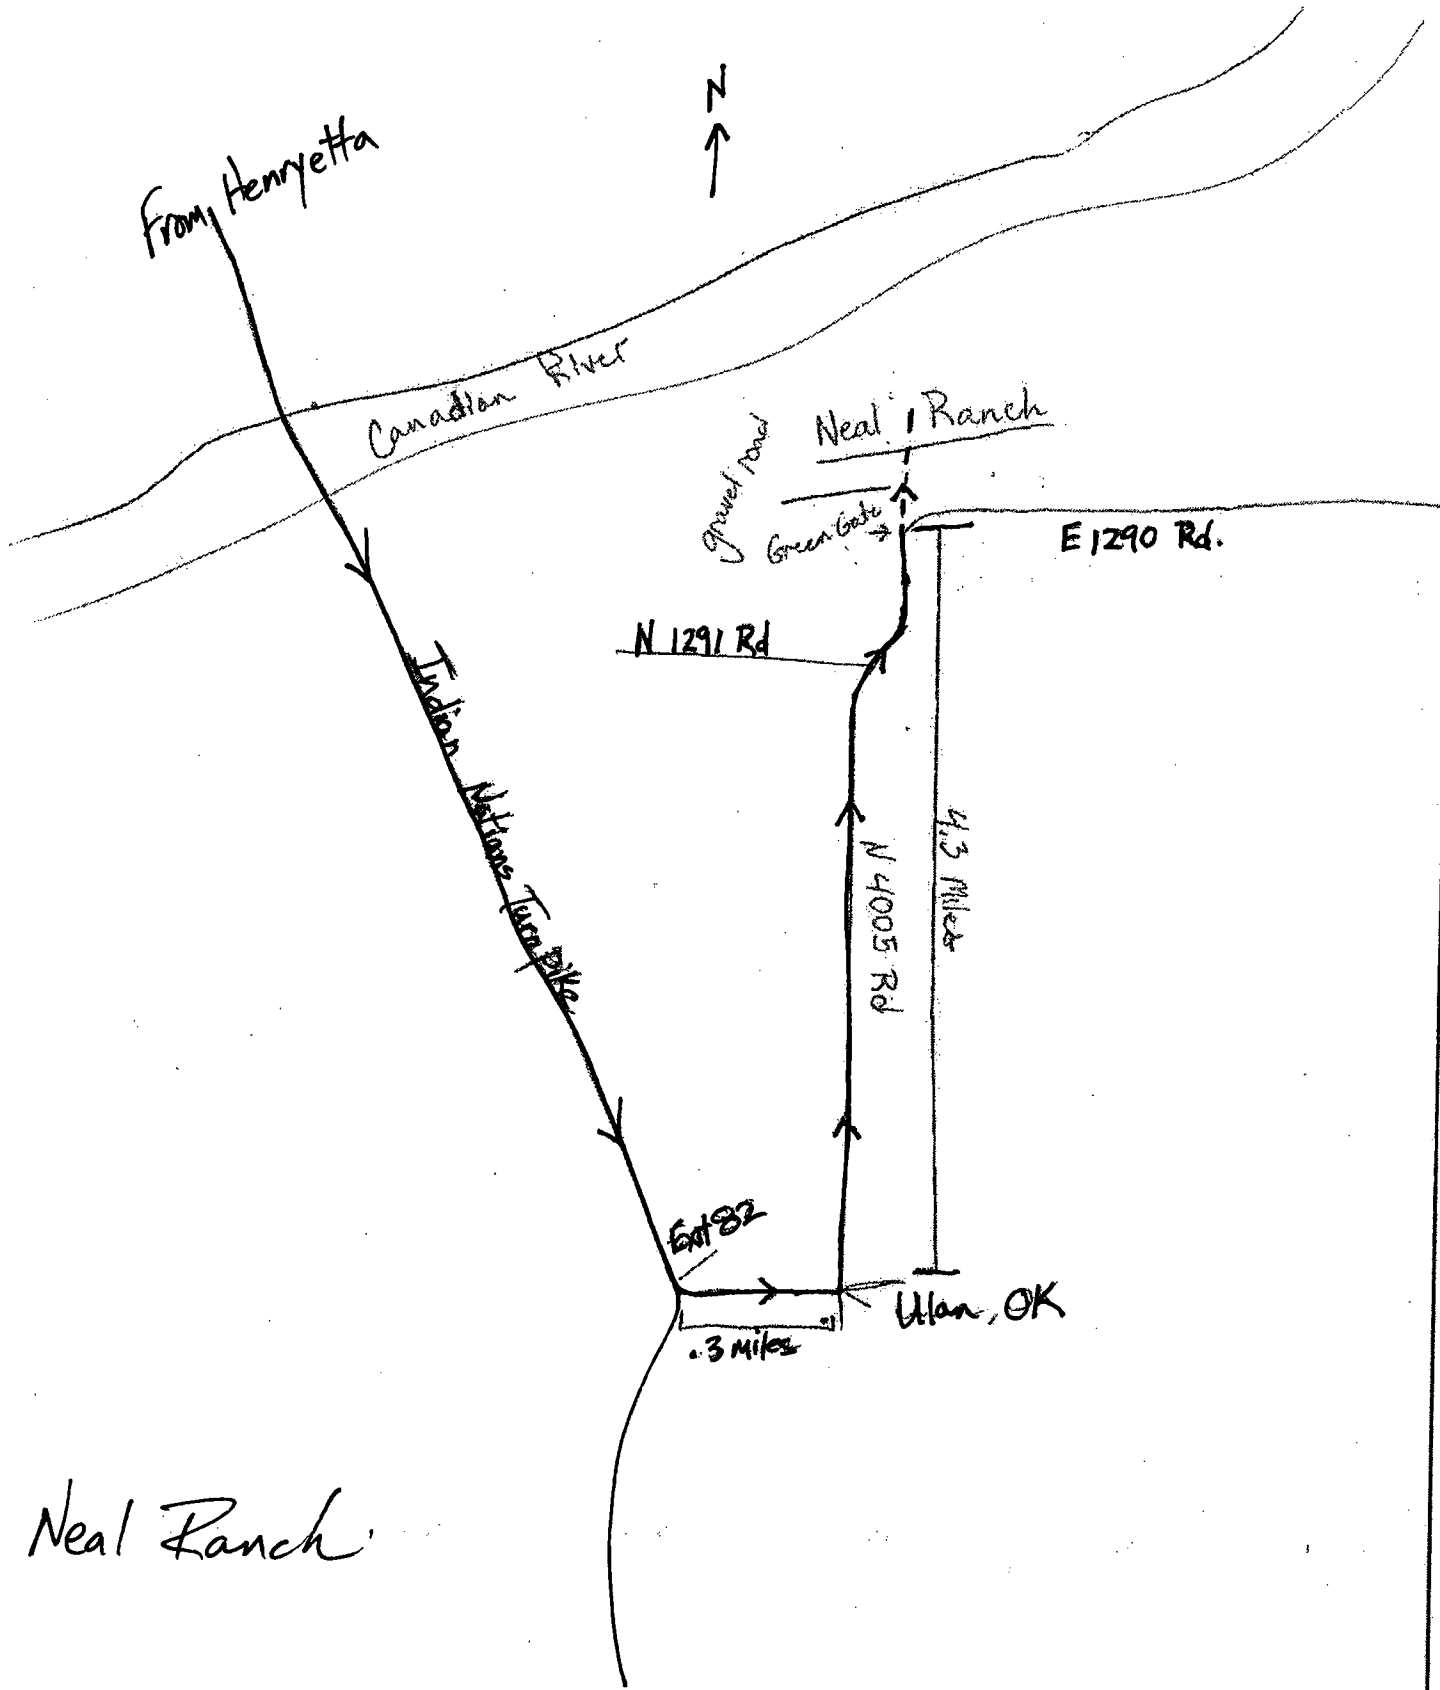 N
From Henryetta
Canadian River
Neal Ranch
gravel road
Green Gate
E 1290 Rd.
N 1291 Rd
Indian Nations Turnpike
N 4005 Rd
4.3 Miles
Exit 82
Ulan, OK
.3 miles
Neal Ranch